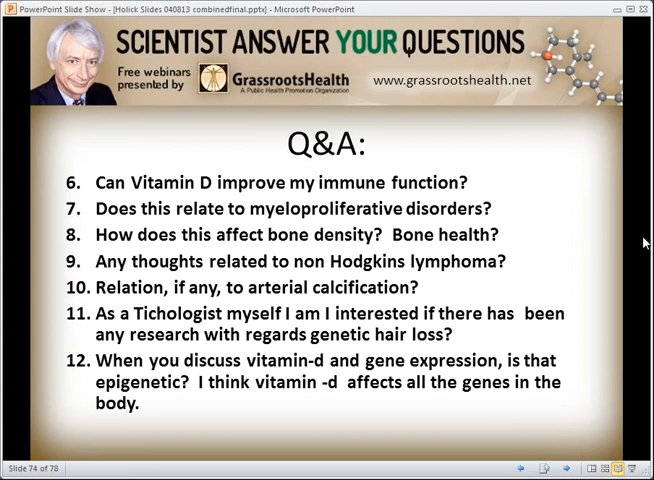 PowerPoint Slide Show - [Holick Slides 040813 combinedfinal.pptx] - Microsoft PowerPoint
SCIENTIST ANSWER YOUR QUESTIONS
Free webinars
presented by
GrassrootsHealth
A Public Health Promotion Organization
www.grassrootshealth.net
Q&A:
6. Can Vitamin D improve my immune function?
7. Does this relate to myeloproliferative disorders?
8. How does this affect bone density? Bone health?
9. Any thoughts related to non Hodgkins lymphoma?
10. Relation, if any, to arterial calcification?
11. As a Tichologist myself I am I interested if there has been
any research with regards genetic hair loss?
12. When you discuss vitamin-d and gene expression, is that
epigenetic? I think vitamin -d affects all the genes in the
body.
Slide 74 of 78